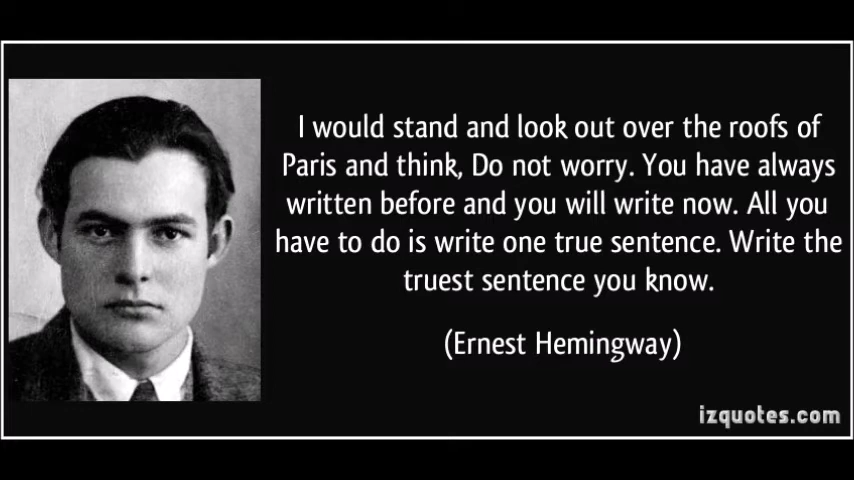 I would stand and look out over the roofs of
Paris and think, Do not worry. You have always
written before and you will write now. All you
have to do is write one true sentence. Write the
truest sentence you know.
(Ernest Hemingway)
izquotes.com